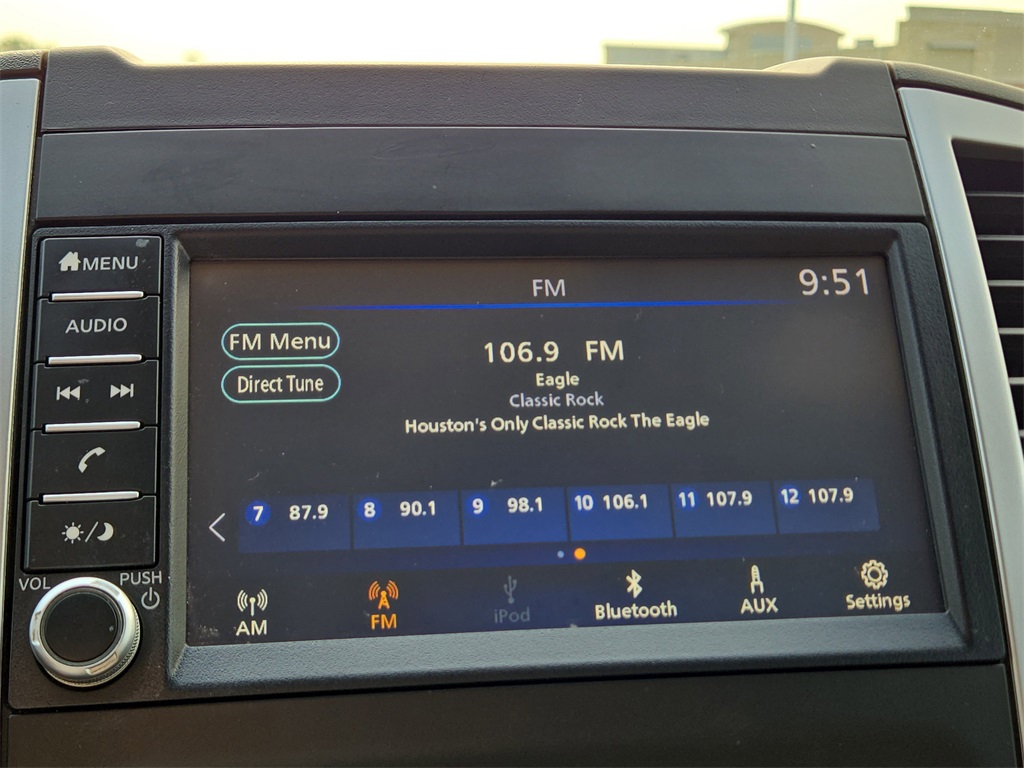 MENU
AUDIO
VOL
PUSH
FM
9:51
FM Menu
Direct Tune
106.9 FM
Eagle
Classic Rock
Houston's Only Classic Rock The Eagle
7 87.9 8 90.1 9 98.1 10 106.1 11 107.9 12 107.9
AM FM iPod Bluetooth AUX Settings